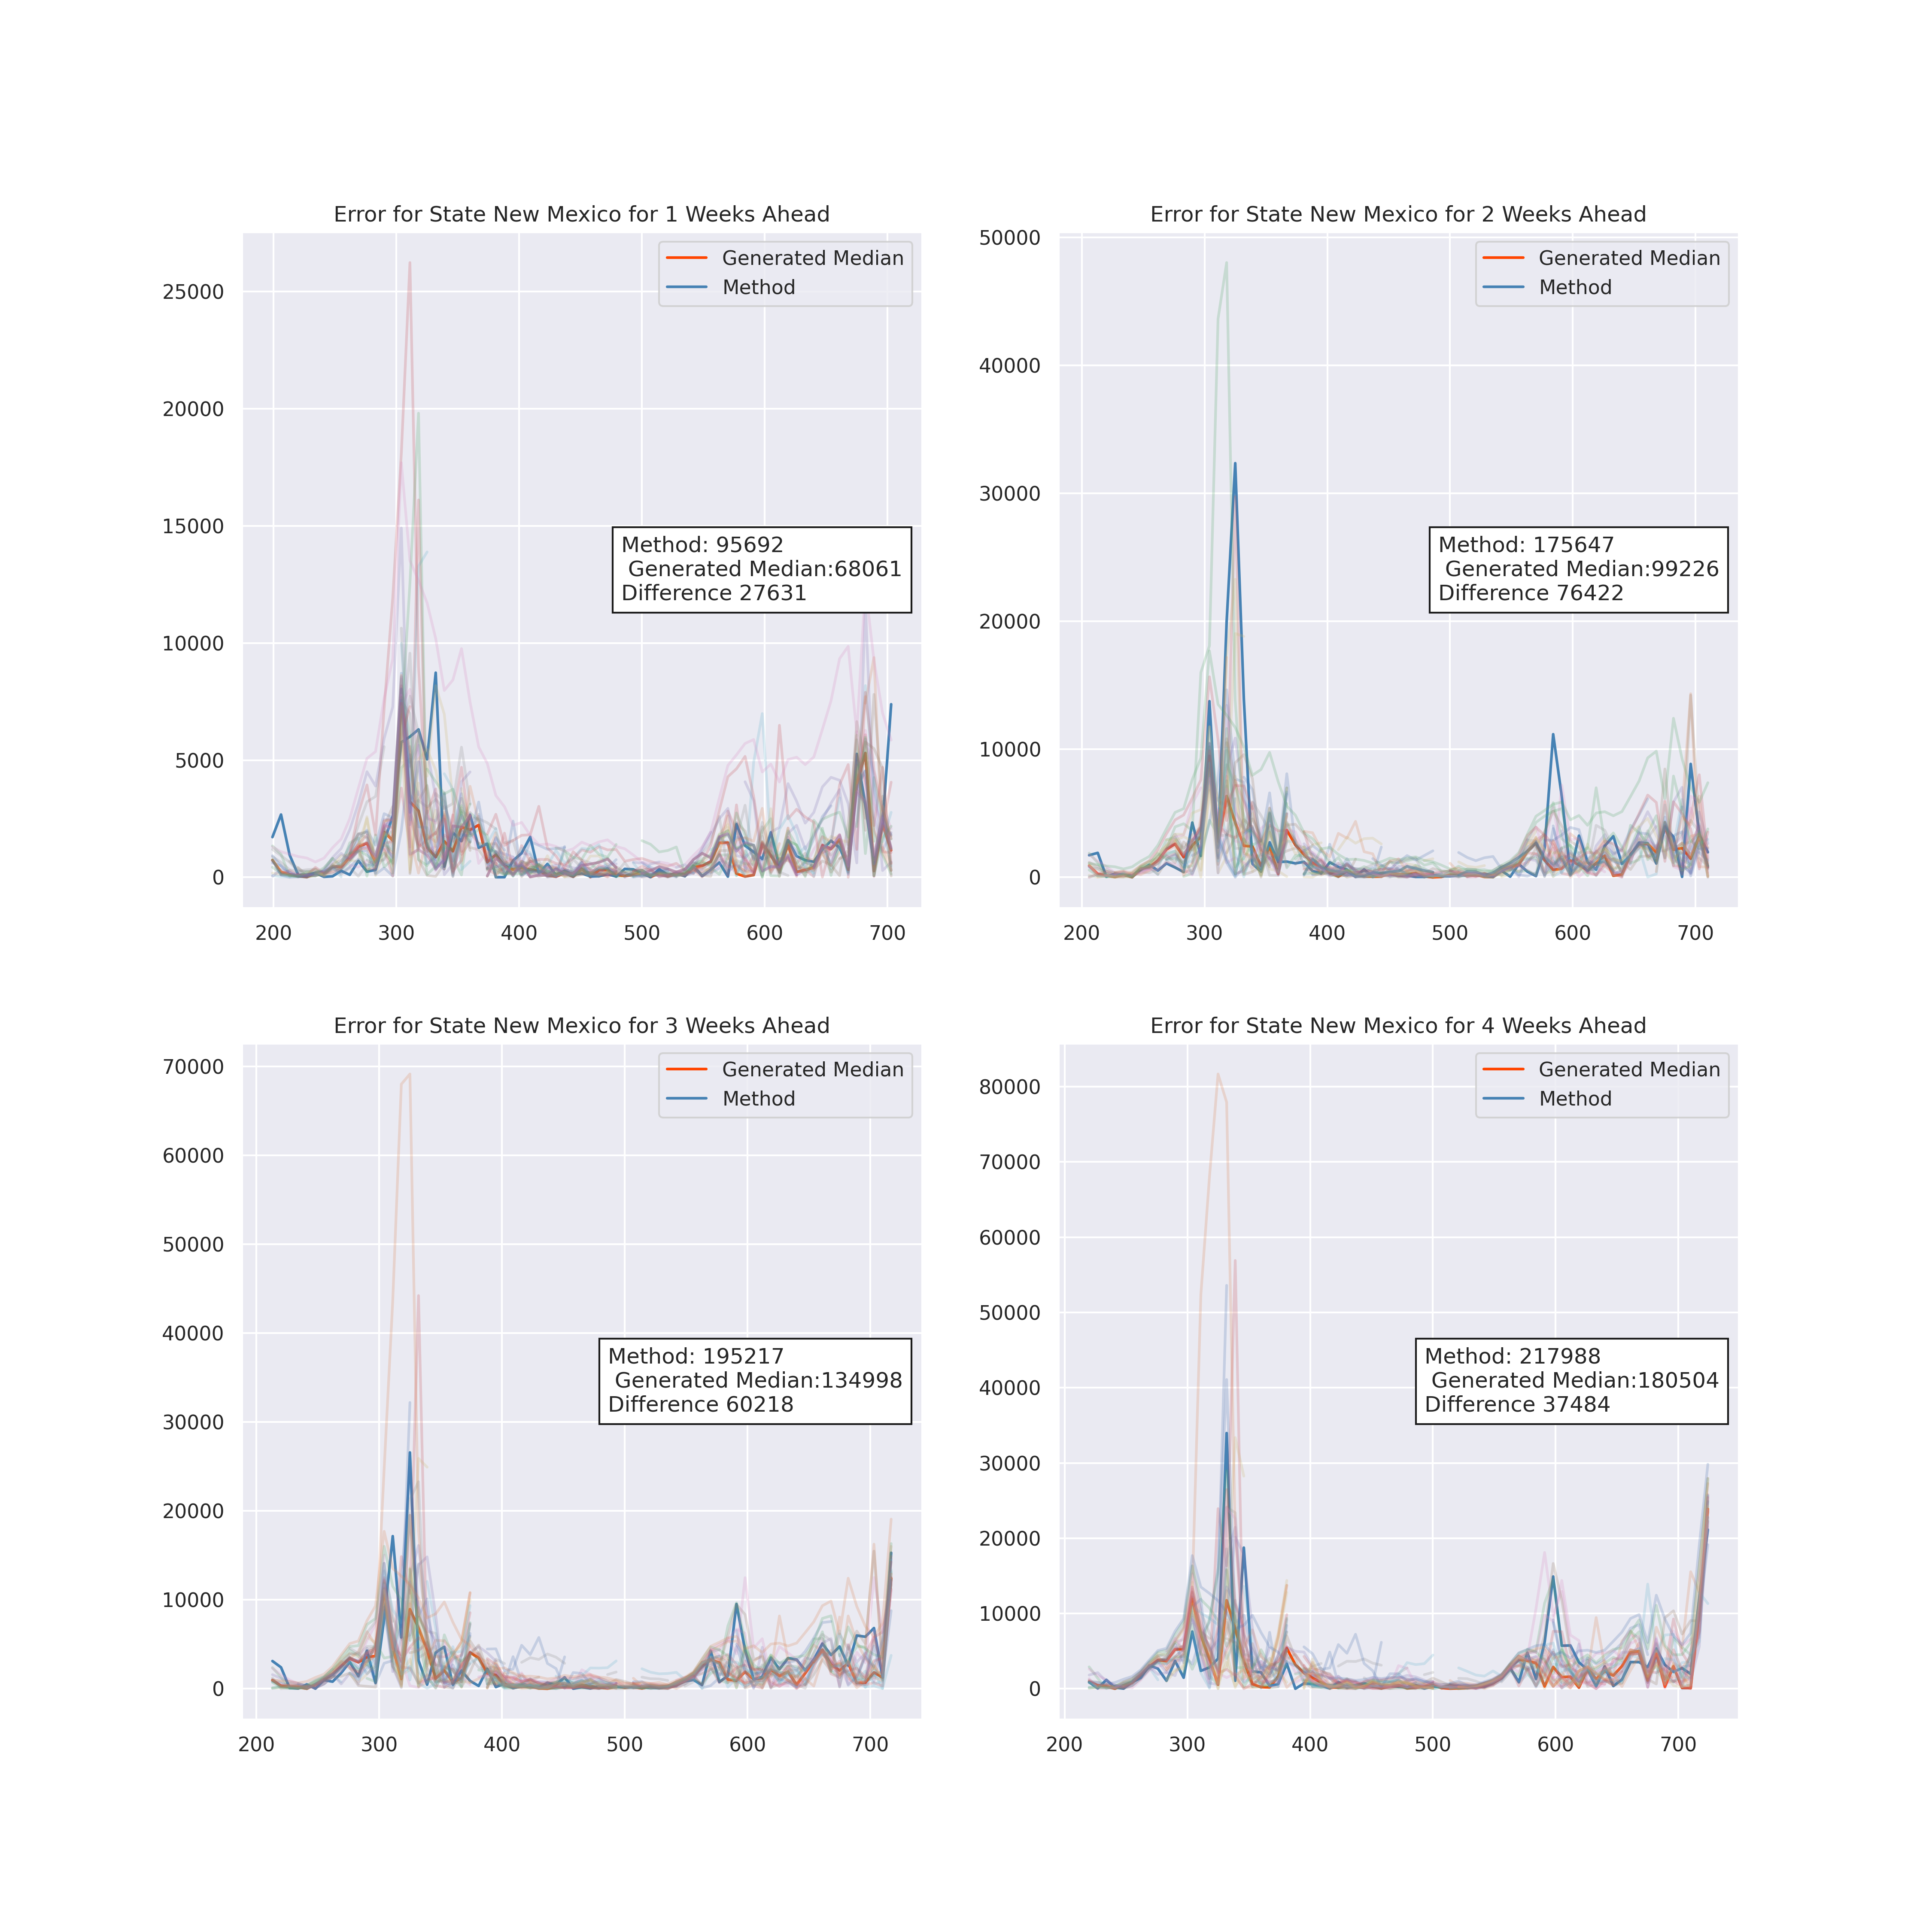 Error for State New Mexico for 1 Weeks Ahead
Generated Median
Method
25000
20000
15000
10000
5000
0
Method: 95692
Generated Median:68061
Difference 27631
200 300 400 500 600 700
Error for State New Mexico for 2 Weeks Ahead
Generated Median
Method
50000
40000
30000
20000
10000
0
Method: 175647
Generated Median:99226
Difference 76422
200 300 400 500 600 700
Error for State New Mexico for 3 Weeks Ahead
Generated Median
Method
70000
60000
50000
40000
30000
20000
10000
0
Method: 195217
Generated Median:134998
Difference 60218
200 300 400 500 600 700
Error for State New Mexico for 4 Weeks Ahead
Generated Median
Method
80000
70000
60000
50000
40000
30000
20000
10000
0
Method: 217988
Generated Median:180504
Difference 37484
200 300 400 500 600 700